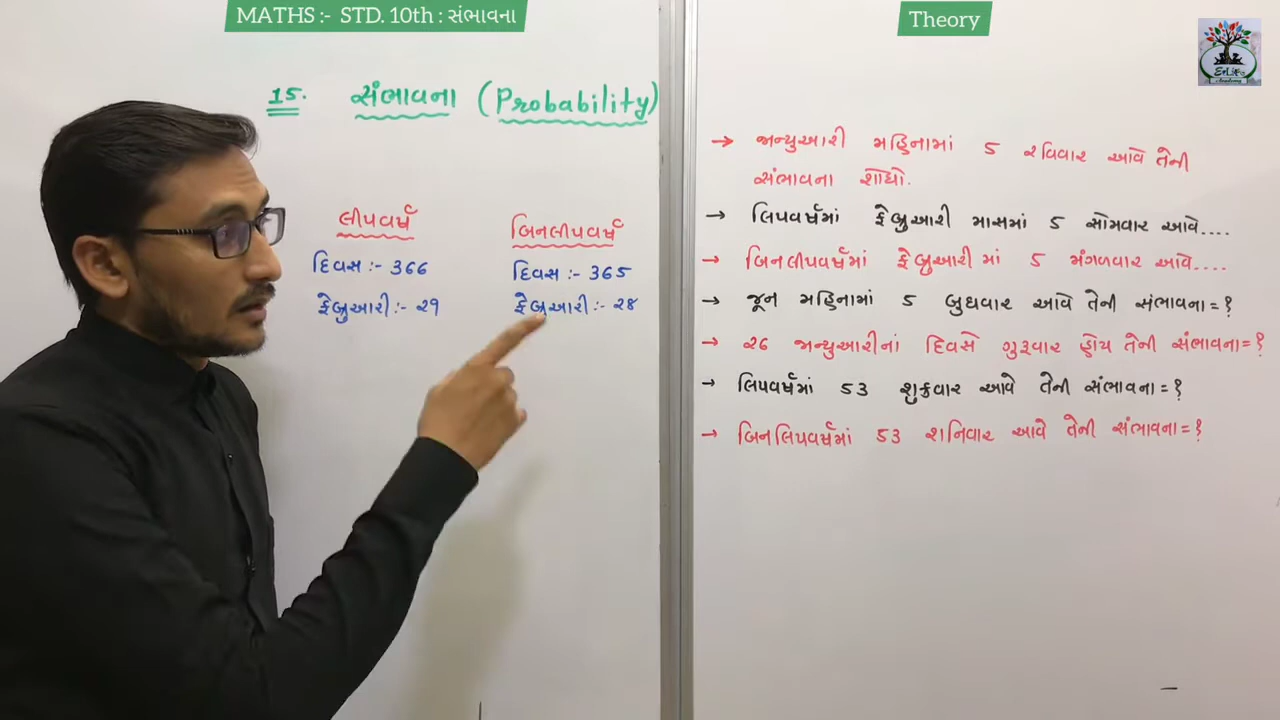 MATHS :- STD. 10th : સંભાવના
Theory
15. સંભાવના (Probability)
લીપવર્ષ
દિવસ :- 366
ફેબ્રુઆરી :- ૨૧
બિનલીપવર્ષ
દિવસ :- 365
ફેબ્રુઆરી :- ૨૪
→ જાન્યુઆરી મહિનામાં 5 રવિવાર આવે તેની
સંભાવના શોધો.
→ લિપવર્ષમાં ફેબ્રુઆરી માસમાં 5 સોમવાર આવે....
→ બિનલીપવર્ષમાં ફેબ્રુઆરી માં 5 મંગળવાર આવે....
→ જૂન મહિનામાં 5 બુધવાર આવે તેની સંભાવના = ?
→ ૨6 જાન્યુઆરીનાં દિવસે ગુરૂવાર હોય તેની સંભાવના = ?
→ લિપવર્ષમાં 53 શુક્રવાર આવે તેની સંભાવના = ?
→ બિનલિપવર્ષમાં 53 શનિવાર આવે તેની સંભાવના = ?